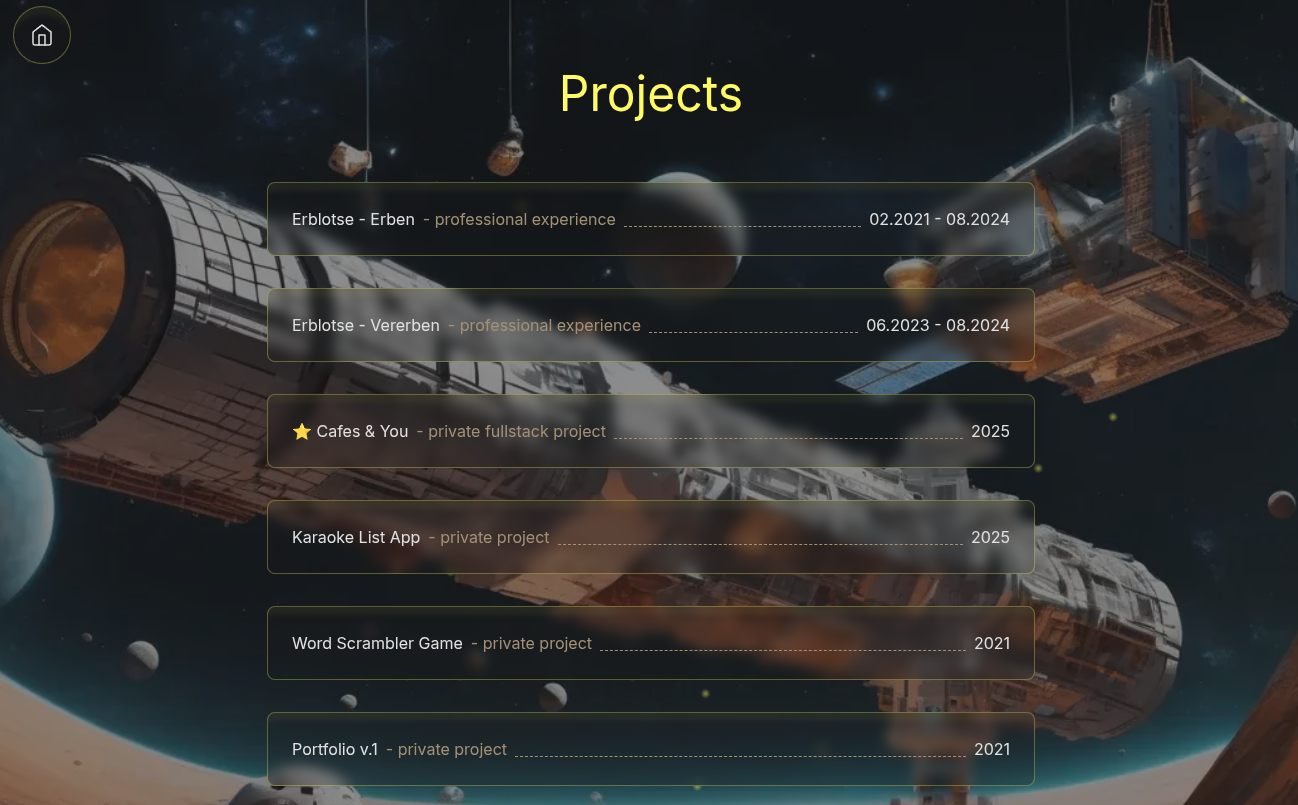 Projects
Erblotse - Erben - professional experience 02.2021 - 08.2024
Erblotse - Vererben - professional experience 06.2023 - 08.2024
⭐ Cafes & You - private fullstack project 2025
Karaoke List App - private project 2025
Word Scrambler Game - private project 2021
Portfolio v.1 - private project 2021